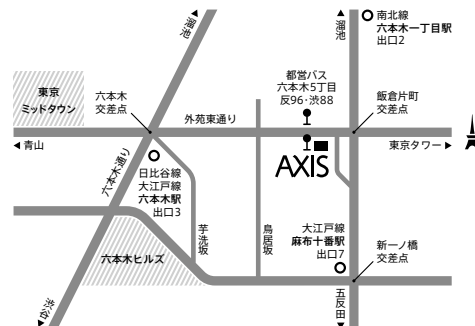 ▲溜池
▲溜池
南北線
六本木一丁目駅
出口2
東京
ミッドタウン
六本木
交差点
都営バス
六本木5丁目
反96・渋88
飯倉片町
交差点
外苑東通り
◀青山
東京タワー▶
六本木通り
日比谷線
大江戸線
六本木駅
出口3
AXIS
芋洗坂
鳥居坂
大江戸線
麻布十番駅
出口7
新一ノ橋
交差点
六本木ヒルズ
渋谷▼
五反田▼